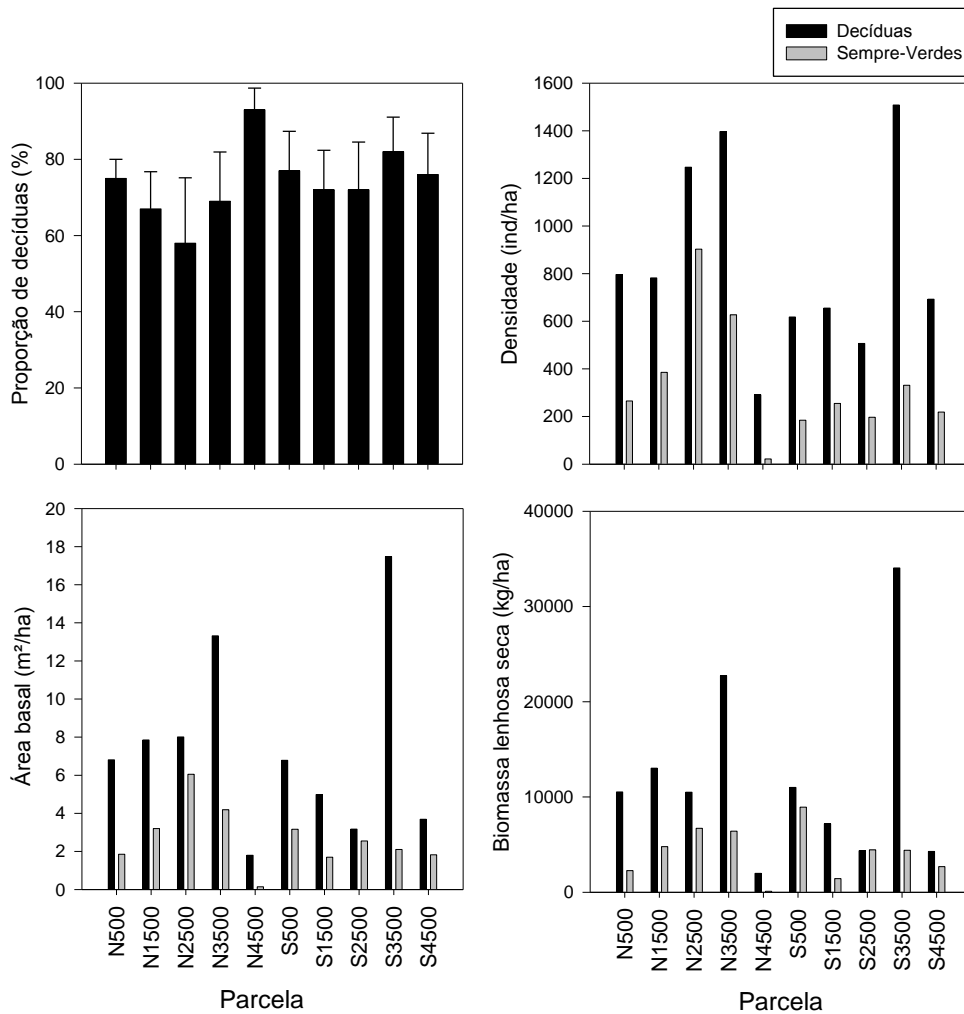 Decíduas
Sempre-Verdes
Proporção de decíduas (%)
100
80
60
40
20
0
Densidade (ind/ha)
1600
1400
1200
1000
800
600
400
200
0
Área basal (m²/ha)
20
18
16
14
12
10
8
6
4
2
0
N500
N1500
N2500
N3500
N4500
S500
S1500
S2500
S3500
S4500
Parcela
Biomassa lenhosa seca (kg/ha)
40000
30000
20000
10000
0
N500
N1500
N2500
N3500
N4500
S500
S1500
S2500
S3500
S4500
Parcela